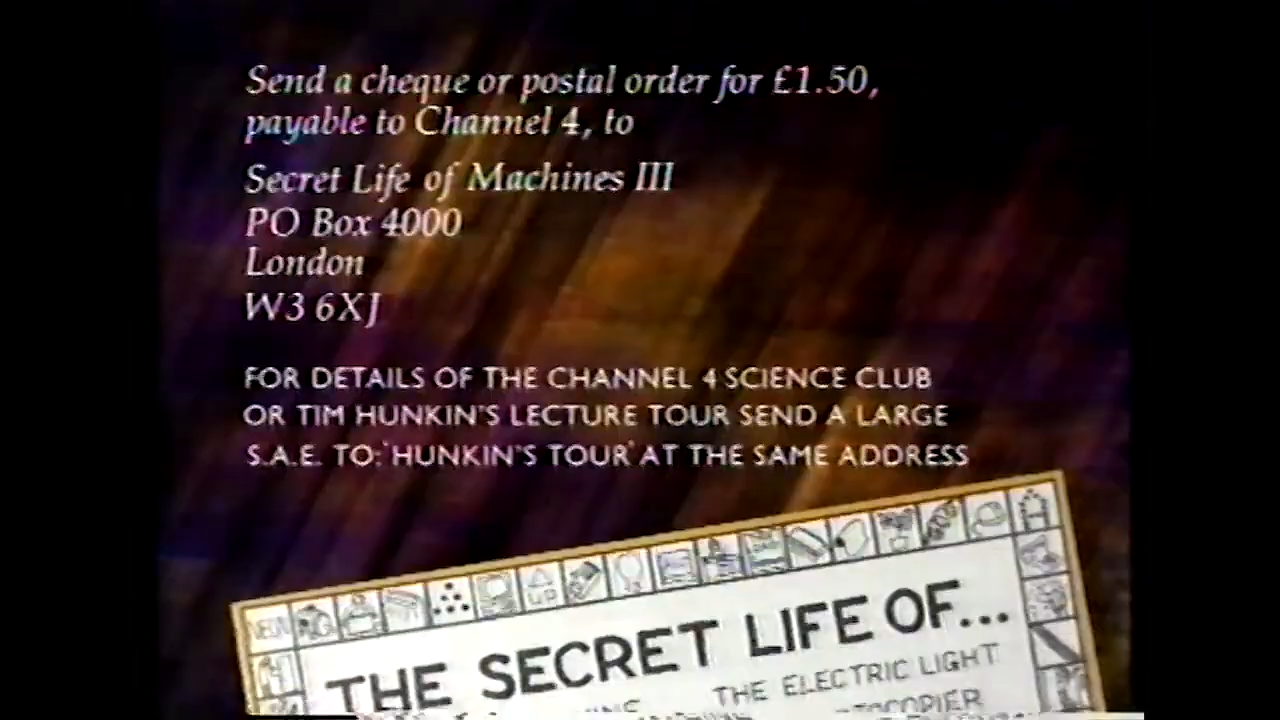 Send a cheque or postal order for £1.50,
payable to Channel 4, to
Secret Life of Machines III
PO Box 4000
London
W3 6XJ
FOR DETAILS OF THE CHANNEL 4 SCIENCE CLUB
OR TIM HUNKIN'S LECTURE TOUR SEND A LARGE
S.A.E. TO:'HUNKIN'S TOUR' AT THE SAME ADDRESS
UP
THE SECRET LIFE OF...
THE ELECTRIC LIGHT